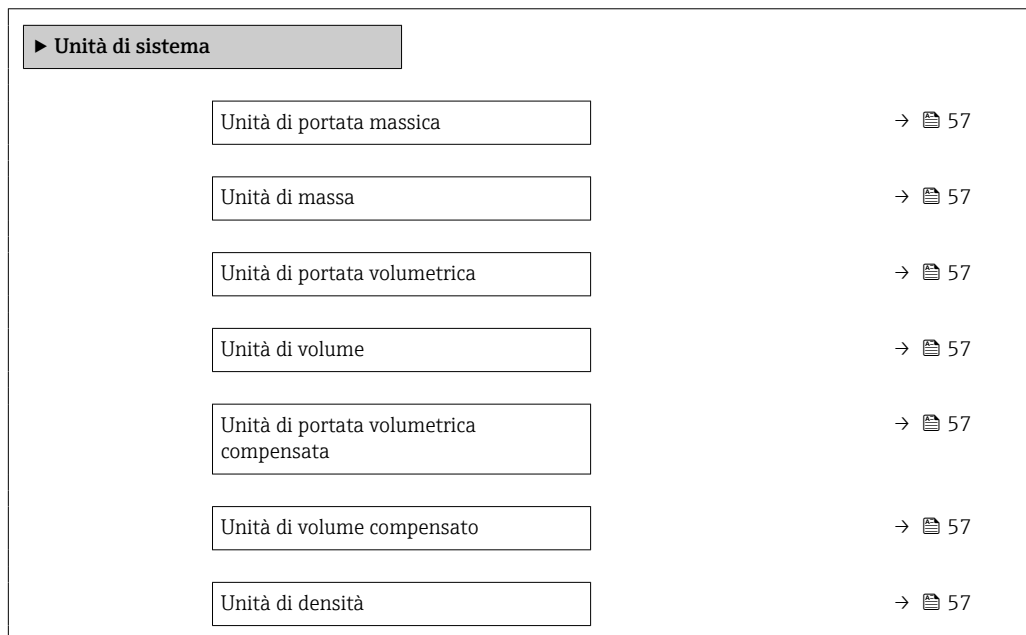 ▶ Unità di sistema
Unità di portata massica → 57
Unità di massa → 57
Unità di portata volumetrica → 57
Unità di volume → 57
Unità di portata volumetrica → 57
compensata
Unità di volume compensato → 57
Unità di densità → 57